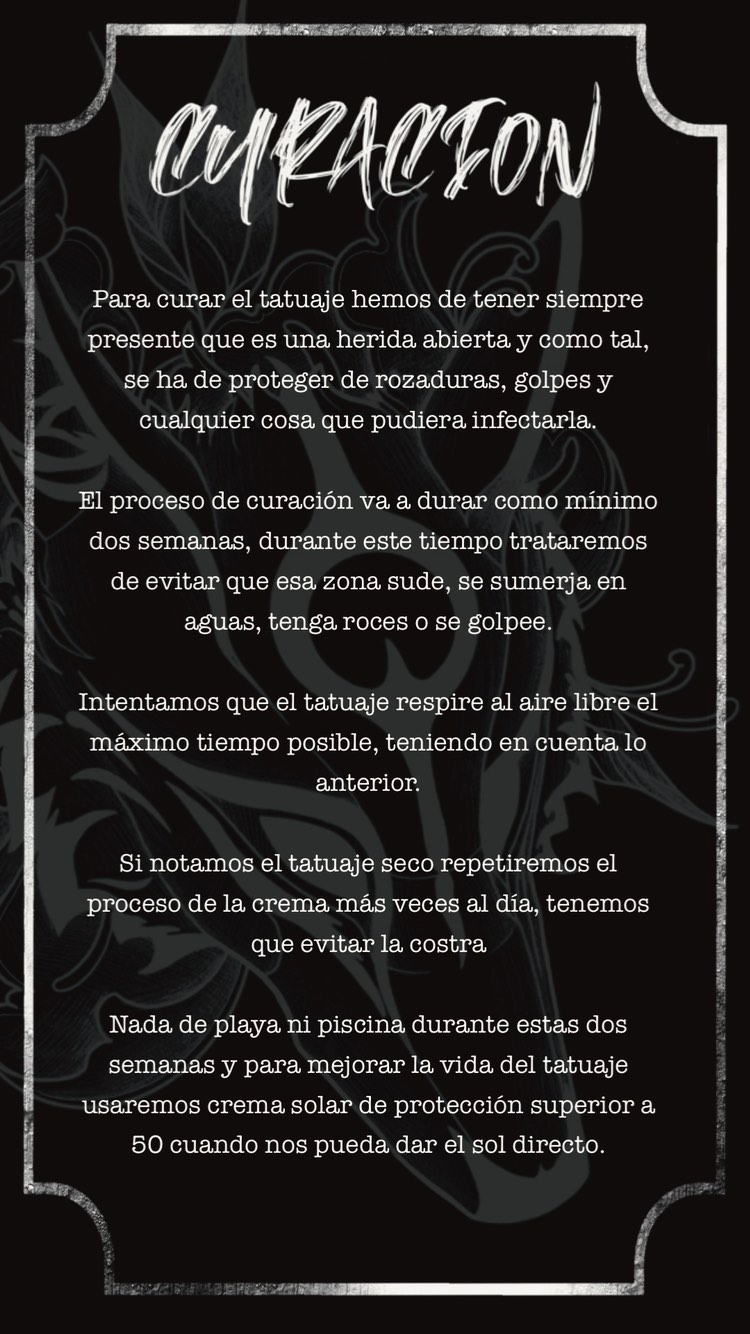 CURACION
Para curar el tatuaje hemos de tener siempre
presente que es una herida abierta y como tal,
se ha de proteger de rozaduras, golpes y
cualquier cosa que pudiera infectarla.
El proceso de curación va a durar como mínimo
dos semanas, durante este tiempo trataremos
de evitar que esa zona sude, se sumerja en
aguas, tenga roces o se golpee.
Intentamos que el tatuaje respire al aire libre el
máximo tiempo posible, teniendo en cuenta lo
anterior.
Si notamos el tatuaje seco repetiremos el
proceso de la crema más veces al día, tenemos
que evitar la costra
Nada de playa ni piscina durante estas dos
semanas y para mejorar la vida del tatuaje
usaremos crema solar de protección superior a
50 cuando nos pueda dar el sol directo.